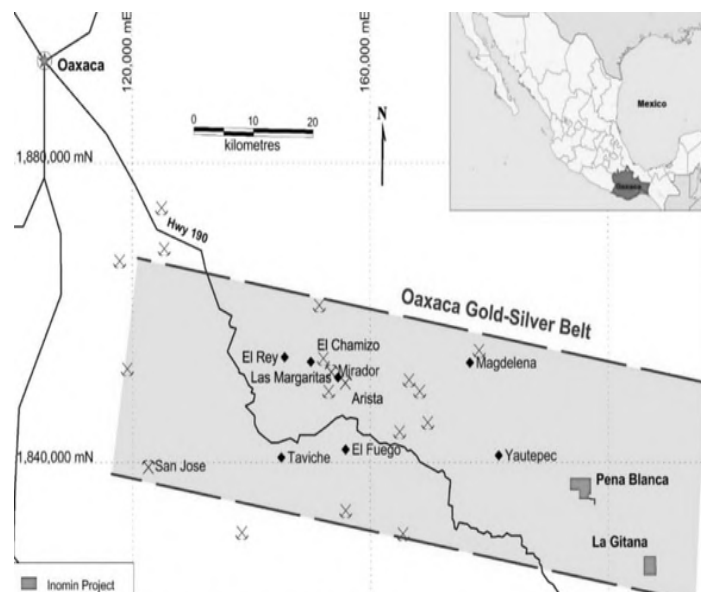 120,000 mE
160,000 mE
Oaxaca
0 10 20
kilometres
N
1,880,000 mN
Mexico
Oaxaca
Hwy 190
Oaxaca Gold-Silver Belt
El Rey
El Chamizo
Las Margaritas
Mirador
Arista
Magdelena
1,840,000 mN
San Jose
Taviche
El Fuego
Yautepec
Pena Blanca
La Gitana
Inomin Project